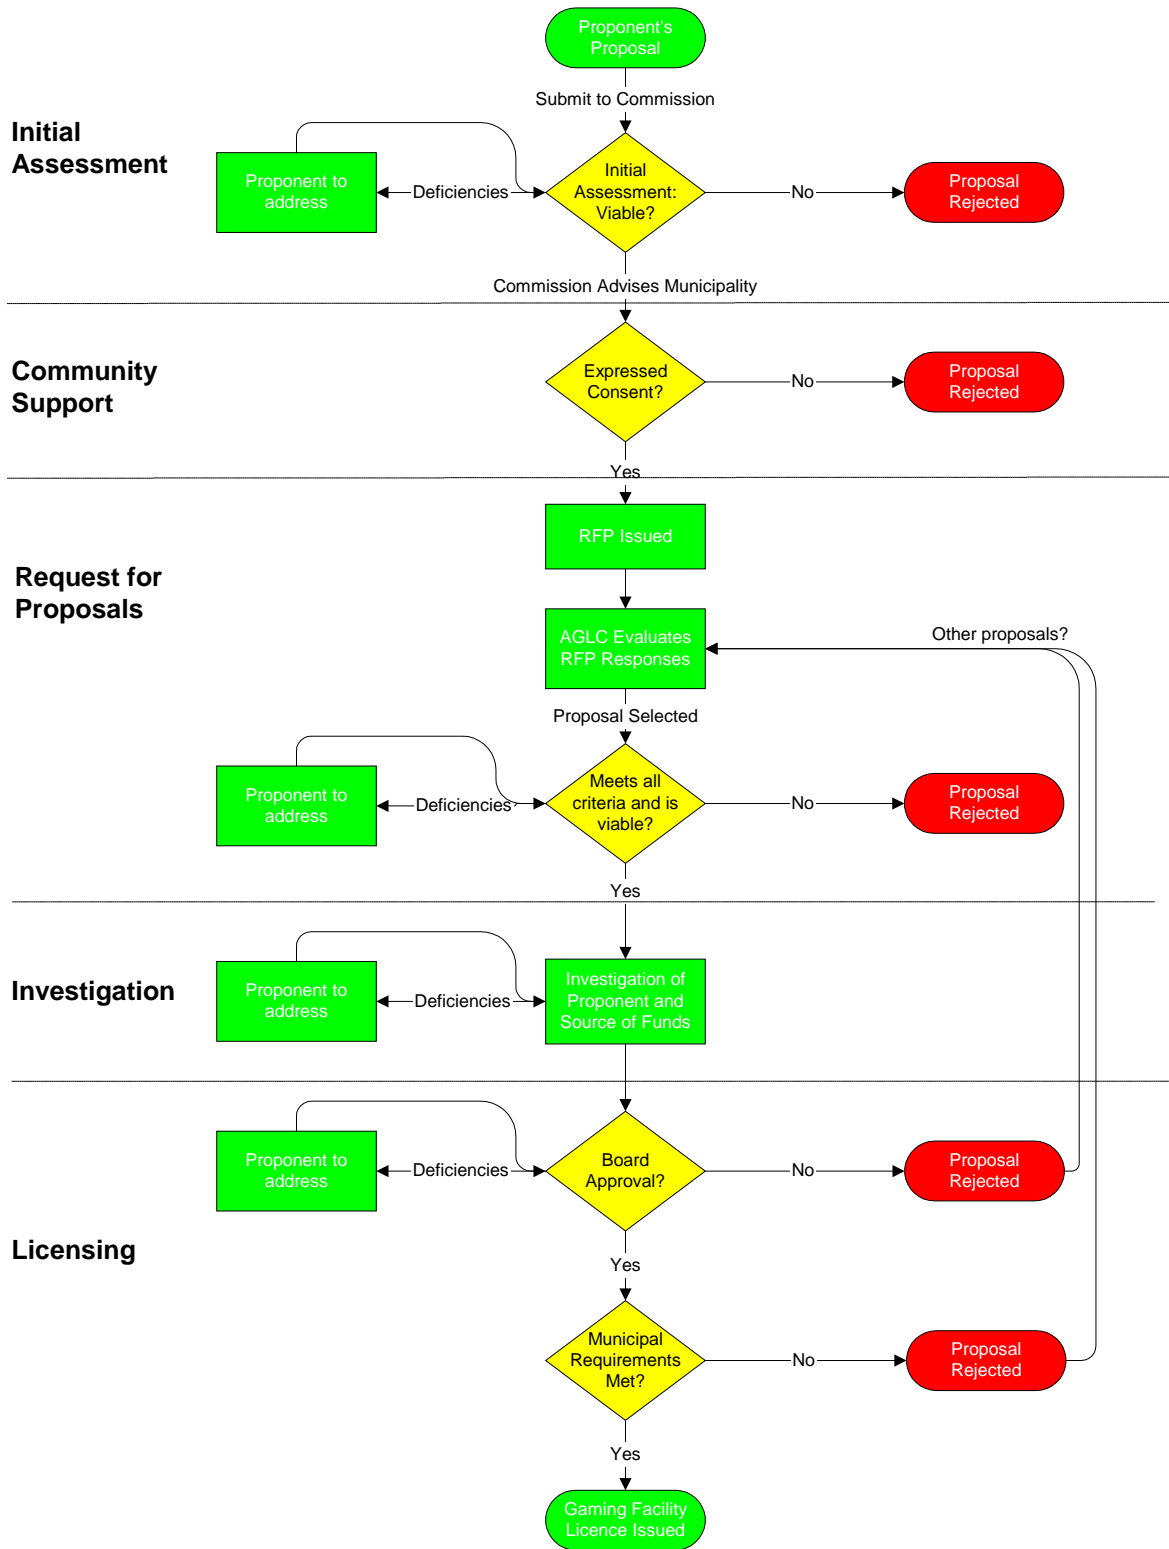 Proponent's
Proposal
Submit to Commission
Initial
Assessment
Proponent to
address
Deficiencies
Initial
Assessment:
Viable?
No
Proposal
Rejected
Commission Advises Municipality
Community
Support
Expressed
Consent?
No
Proposal
Rejected
Yes
RFP Issued
Request for
Proposals
AGLC Evaluates
RFP Responses
Other proposals?
Proposal Selected
Proponent to
address
Deficiencies
Meets all
criteria and is
viable?
No
Proposal
Rejected
Yes
Investigation
Proponent to
address
Deficiencies
Investigation of
Proponent and
Source of Funds
Proponent to
address
Deficiencies
Board
Approval?
No
Proposal
Rejected
Licensing
Yes
Municipal
Requirements
Met?
No
Proposal
Rejected
Yes
Gaming Facility
Licence Issued